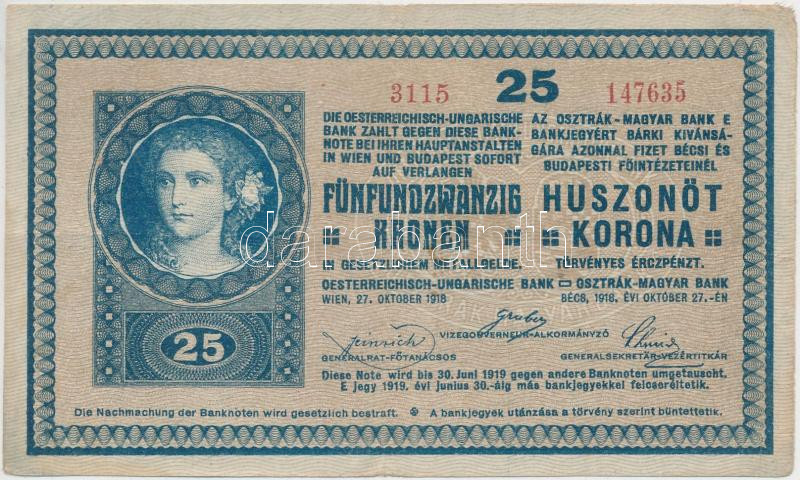 3115 25 147635
DIE OESTERREICHISCH-UNGARISCHE
BANK ZAHLT GEGEN DIESE BANK-
NOTE BEI IHREN HAUPTANSTALTEN
IN WIEN UND BUDAPEST SOFORT
AUF VERLANGEN
FÜNFUNDZWANZIG
KRONEN
IN GESETZLICHEM METALLGELDE.
AZ OSZTRÁK-MAGYAR BANK E
BANKJEGYÉRT BÁRKI KIVÁNSÁ-
GÁRA AZONNAL FIZET BÉCSI ÉS
BUDAPESTI FŐINTÉZETEINÉL
HUSZONÖT
KORONA
TÖRVÉNYES ÉRCZPÉNZT.
OESTERREICHISCH-UNGARISCHE BANK OSZTRÁK-MAGYAR BANK
WIEN, 27. OKTOBER 1918 BÉCS, 1918. ÉVI OKTÓBER 27.-ÉN
Gruber
VIZEGOUVERNEUR-ALKORMÁNYZÓ
GENERALRAT-FŐTANÁCSOS GENERALSEKRETÄR-VEZÉRTITKÁR
Diese Note wird bis 30. Juni 1919 gegen andere Banknoten umgetauscht.
E jegy 1919. évi junius 30.-áig más bankjegyekkel felcseréltetik.
25
Die Nachmachung der Banknoten wird gesetzlich bestraft. A bankjegyek utánzása a törvény szerint büntettetik.
darabanth